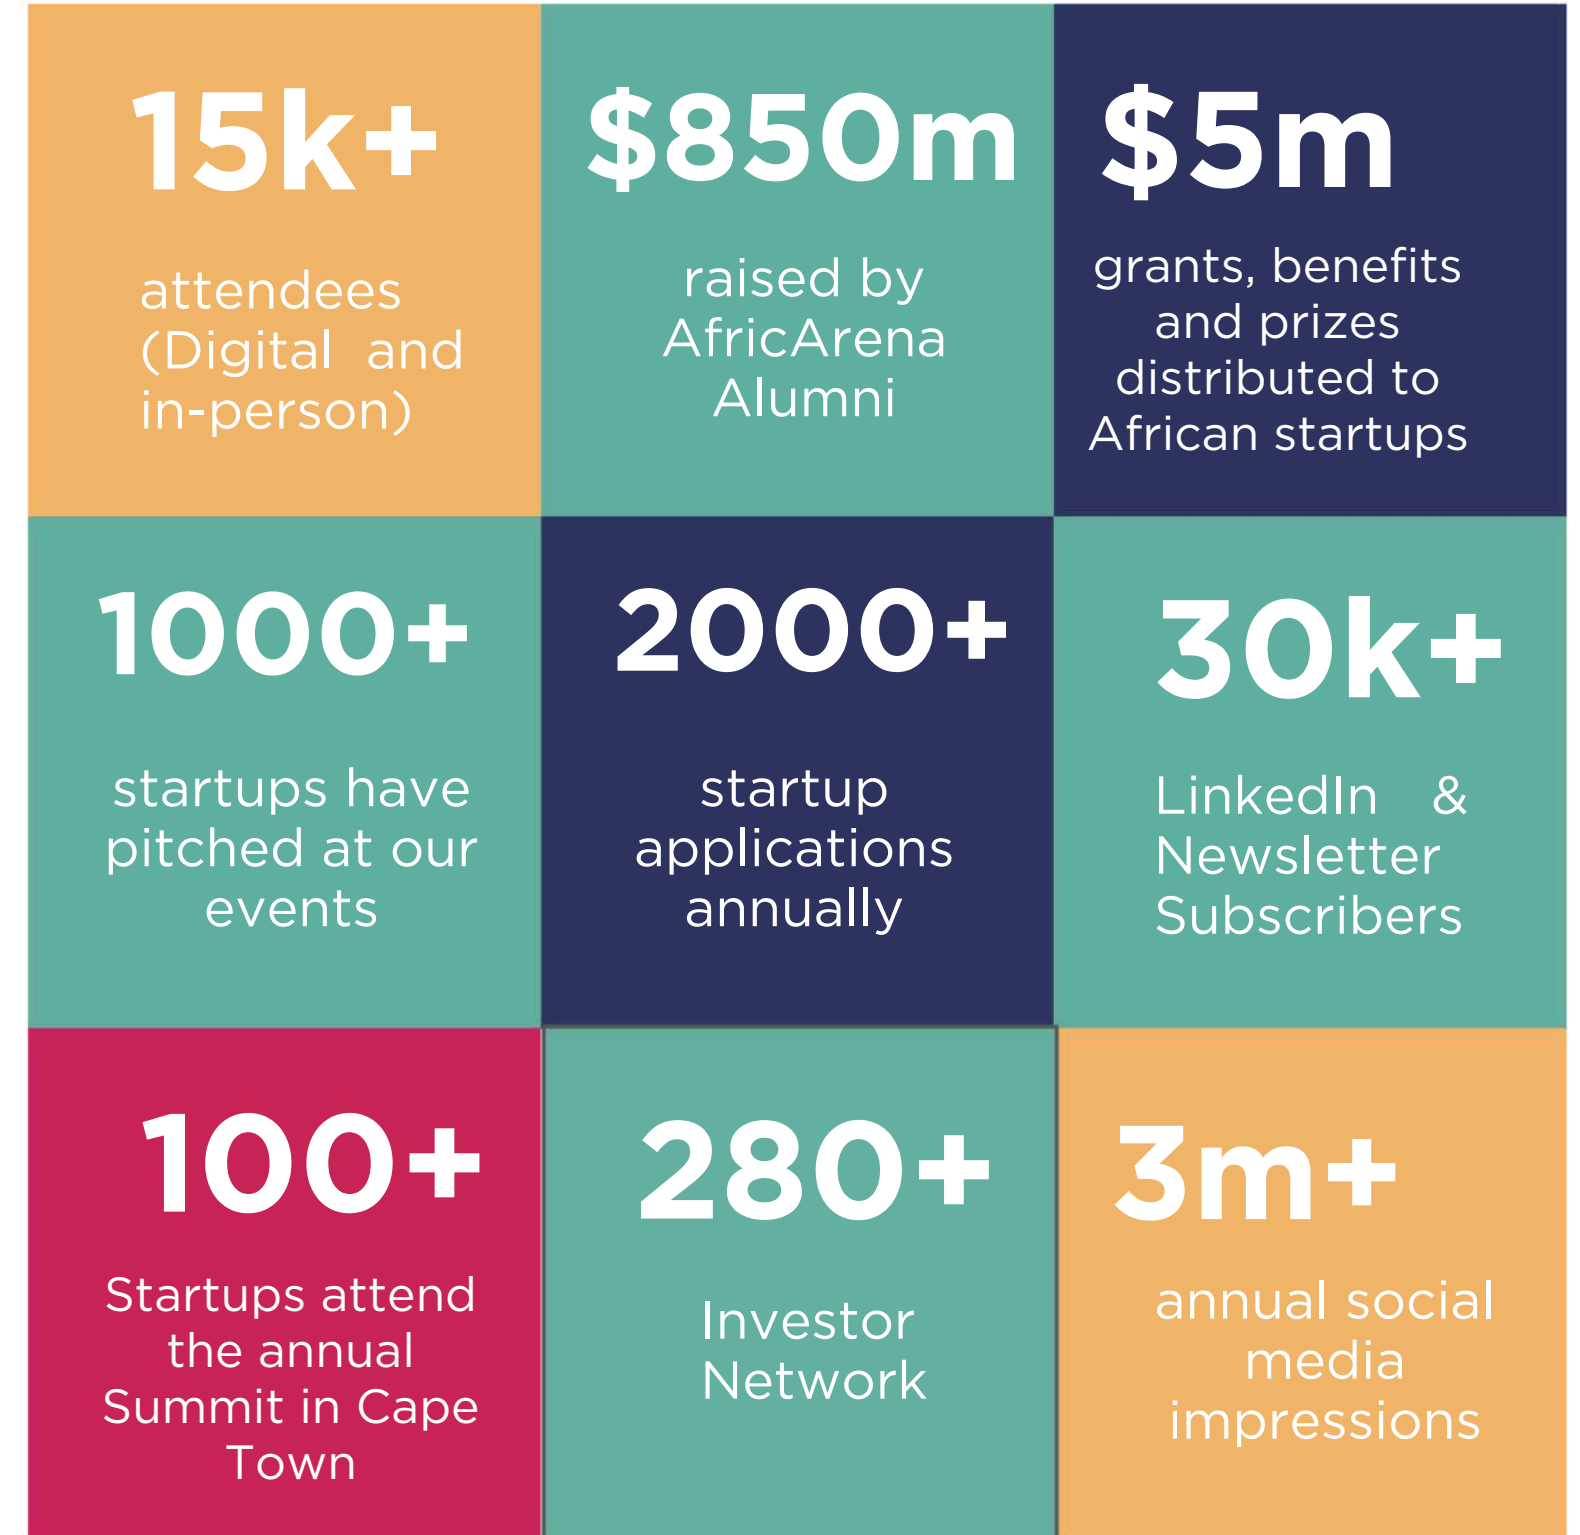 15k+
attendees
(Digital and
in-person)
$850m
raised by
AfricArena
Alumni
$5m
grants, benefits
and prizes
distributed to
African startups
1000+
startups have
pitched at our
events
2000+
startup
applications
annually
30k+
LinkedIn &
Newsletter
Subscribers
100+
Startups attend
the annual
Summit in Cape
Town
280+
Investor
Network
3m+
annual social
media
impressions